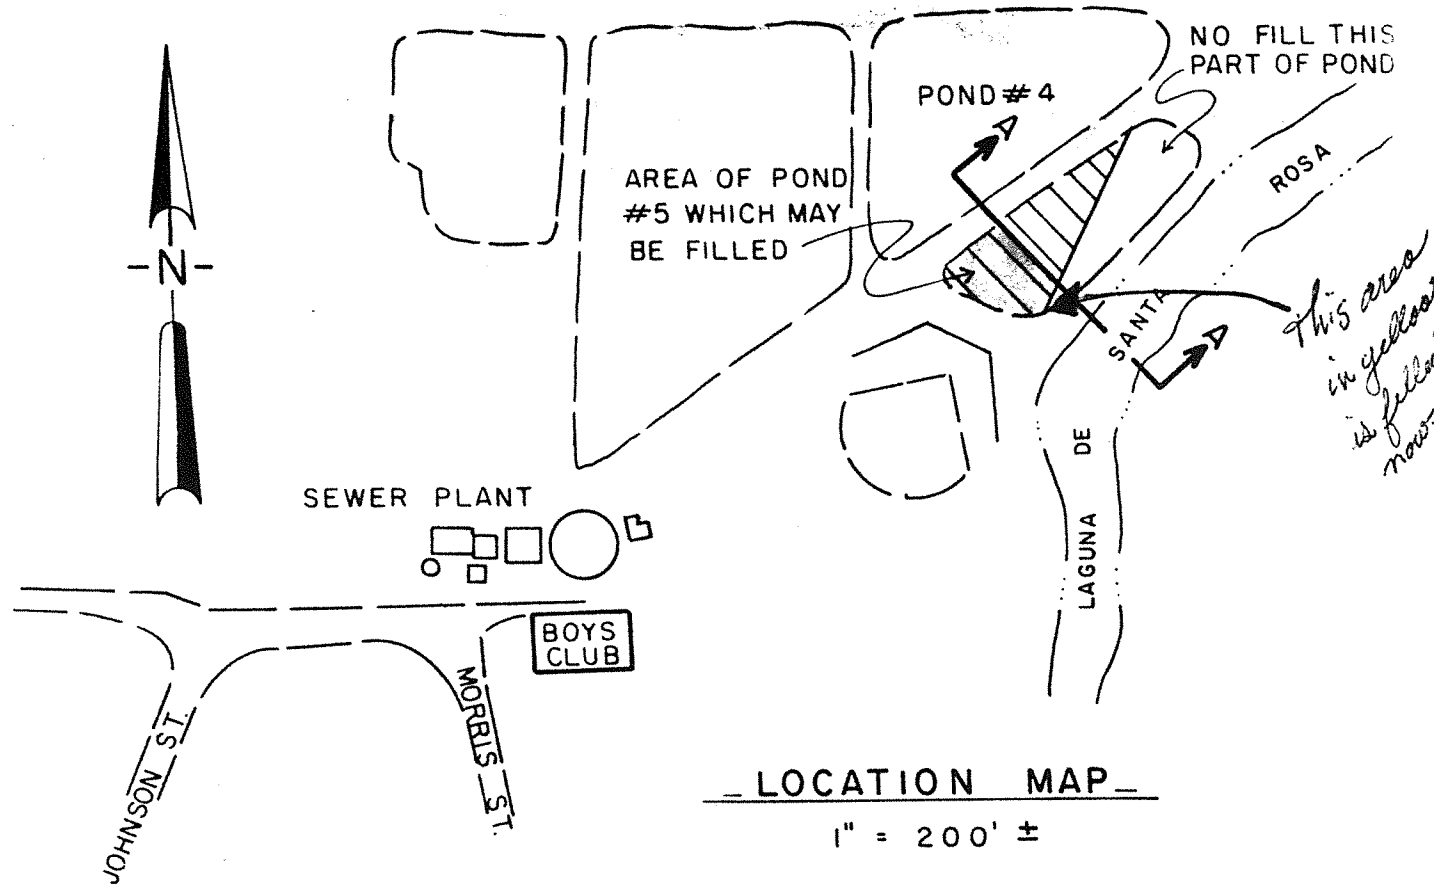 NO FILL THIS
PART OF POND
POND #4
A
AREA OF POND
#5 WHICH MAY
BE FILLED
LAGUNA DE SANTA ROSA
A
This area
in yellow
is filled
now-
N
SEWER PLANT
BOYS
CLUB
JOHNSON ST.
MORRIS ST.
LOCATION MAP
1" = 200' ±